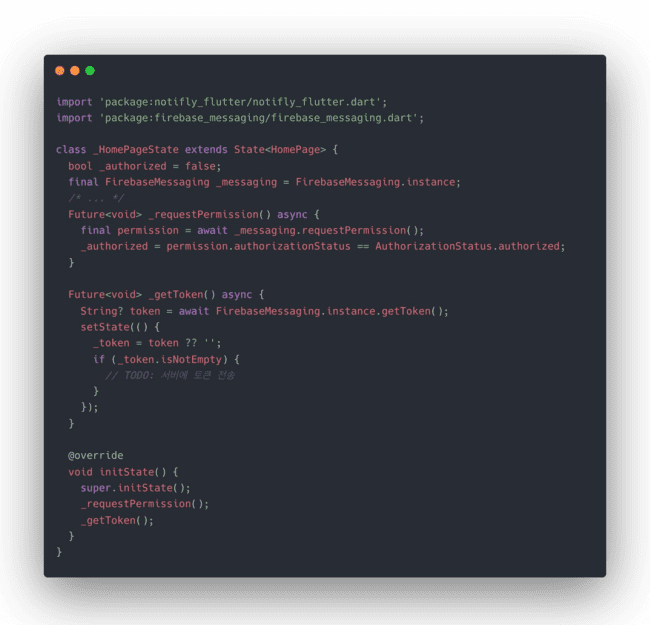 import 'package:notifly_flutter/notifly_flutter.dart';
import 'package:firebase_messaging/firebase_messaging.dart';

class _HomePageState extends State<HomePage> {
  bool _authorized = false;
  final FirebaseMessaging _messaging = FirebaseMessaging.instance;
  /* ... */
  Future<void> _requestPermission() async {
    final permission = await _messaging.requestPermission();
    _authorized = permission.authorizationStatus == AuthorizationStatus.authorized;
  }

  Future<void> _getToken() async {
    String? token = await FirebaseMessaging.instance.getToken();
    setState(() {
      _token = token ?? '';
      if (_token.isNotEmpty) {
        // TODO: 서버에 토큰 전송
      }
    });
  }

  @override
  void initState() {
    super.initState();
    _requestPermission();
    _getToken();
  }
}